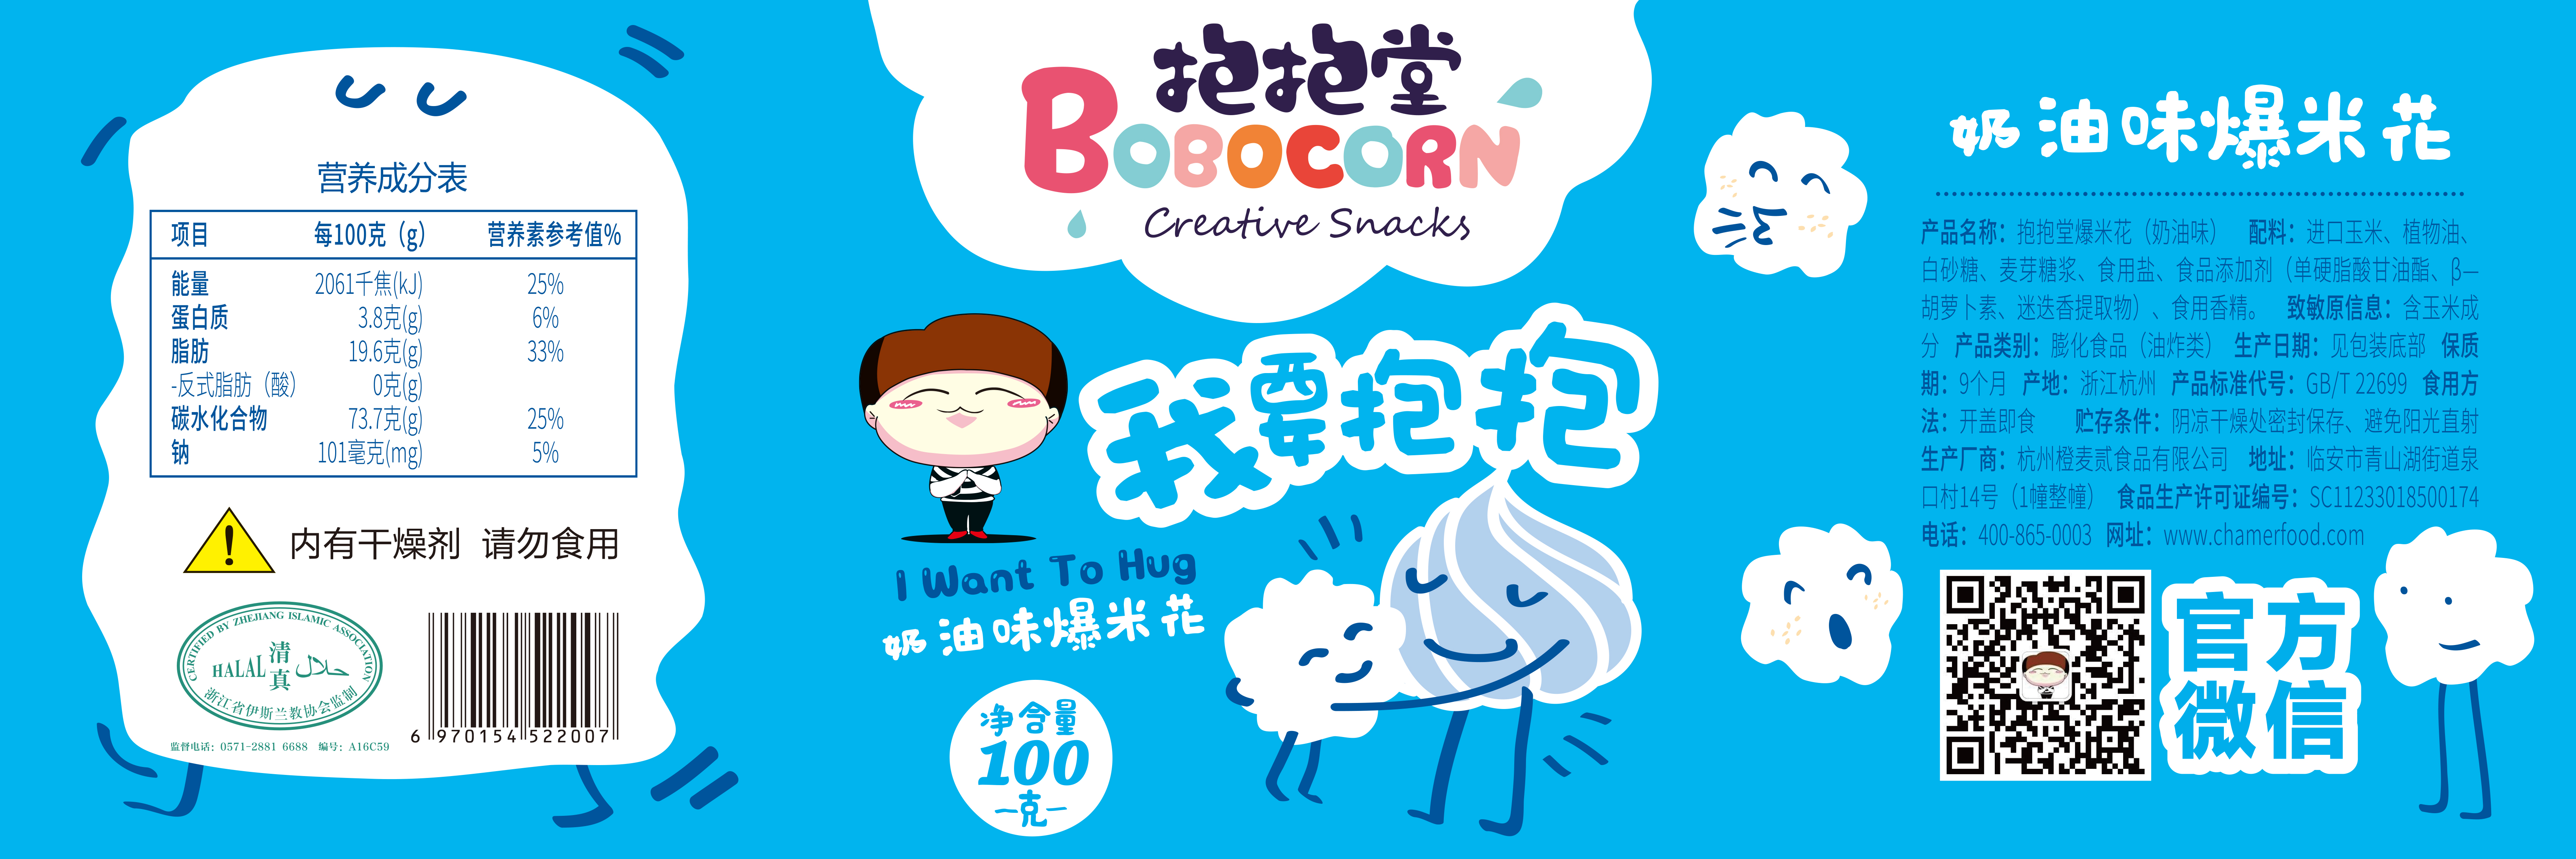 营养成分表
项目 每100克（g） 营养素参考值%
能量 2061千焦(kJ) 25%
蛋白质 3.8克(g) 6%
脂肪 19.6克(g) 33%
-反式脂肪（酸） 0克(g)
碳水化合物 73.7克(g) 25%
钠 101毫克(mg) 5%
内有干燥剂 请勿食用
CERTIFIED BY ZHEJIANG ISLAMIC ASSOCIATION
HALAL 清真 حلال
浙江省伊斯兰教协会监制
监督电话：0571-2881 6688 编号：A16C59
6 970154 522007
抱抱堂
BOBOCORN
Creative Snacks
我要抱抱
I Want To Hug
奶油味爆米花
净含量
100
克
奶油味爆米花
产品名称：抱抱堂爆米花（奶油味） 配料：进口玉米、植物油、
白砂糖、麦芽糖浆、食用盐、食品添加剂（单硬脂酸甘油酯、β—
胡萝卜素、迷迭香提取物）、食用香精。 致敏原信息：含玉米成
分 产品类别：膨化食品（油炸类） 生产日期：见包装底部 保质
期：9个月 产地：浙江杭州 产品标准代号：GB/T 22699 食用方
法：开盖即食 贮存条件：阴凉干燥处密封保存、避免阳光直射
生产厂商：杭州橙麦贰食品有限公司 地址：临安市青山湖街道泉
口村14号（1幢整幢） 食品生产许可证编号：SC11233018500174
电话：400-865-0003 网址：www.chamerfood.com
官方
微信